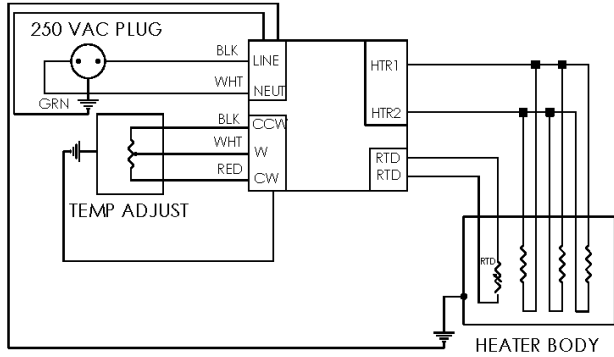 250 VAC PLUG
BLK
LINE
HTR1
WHT
NEUT
GRN
BLK
CCW
HTR2
WHT
W
RED
CW
RTD
RTD
TEMP ADJUST
RTD
HEATER BODY